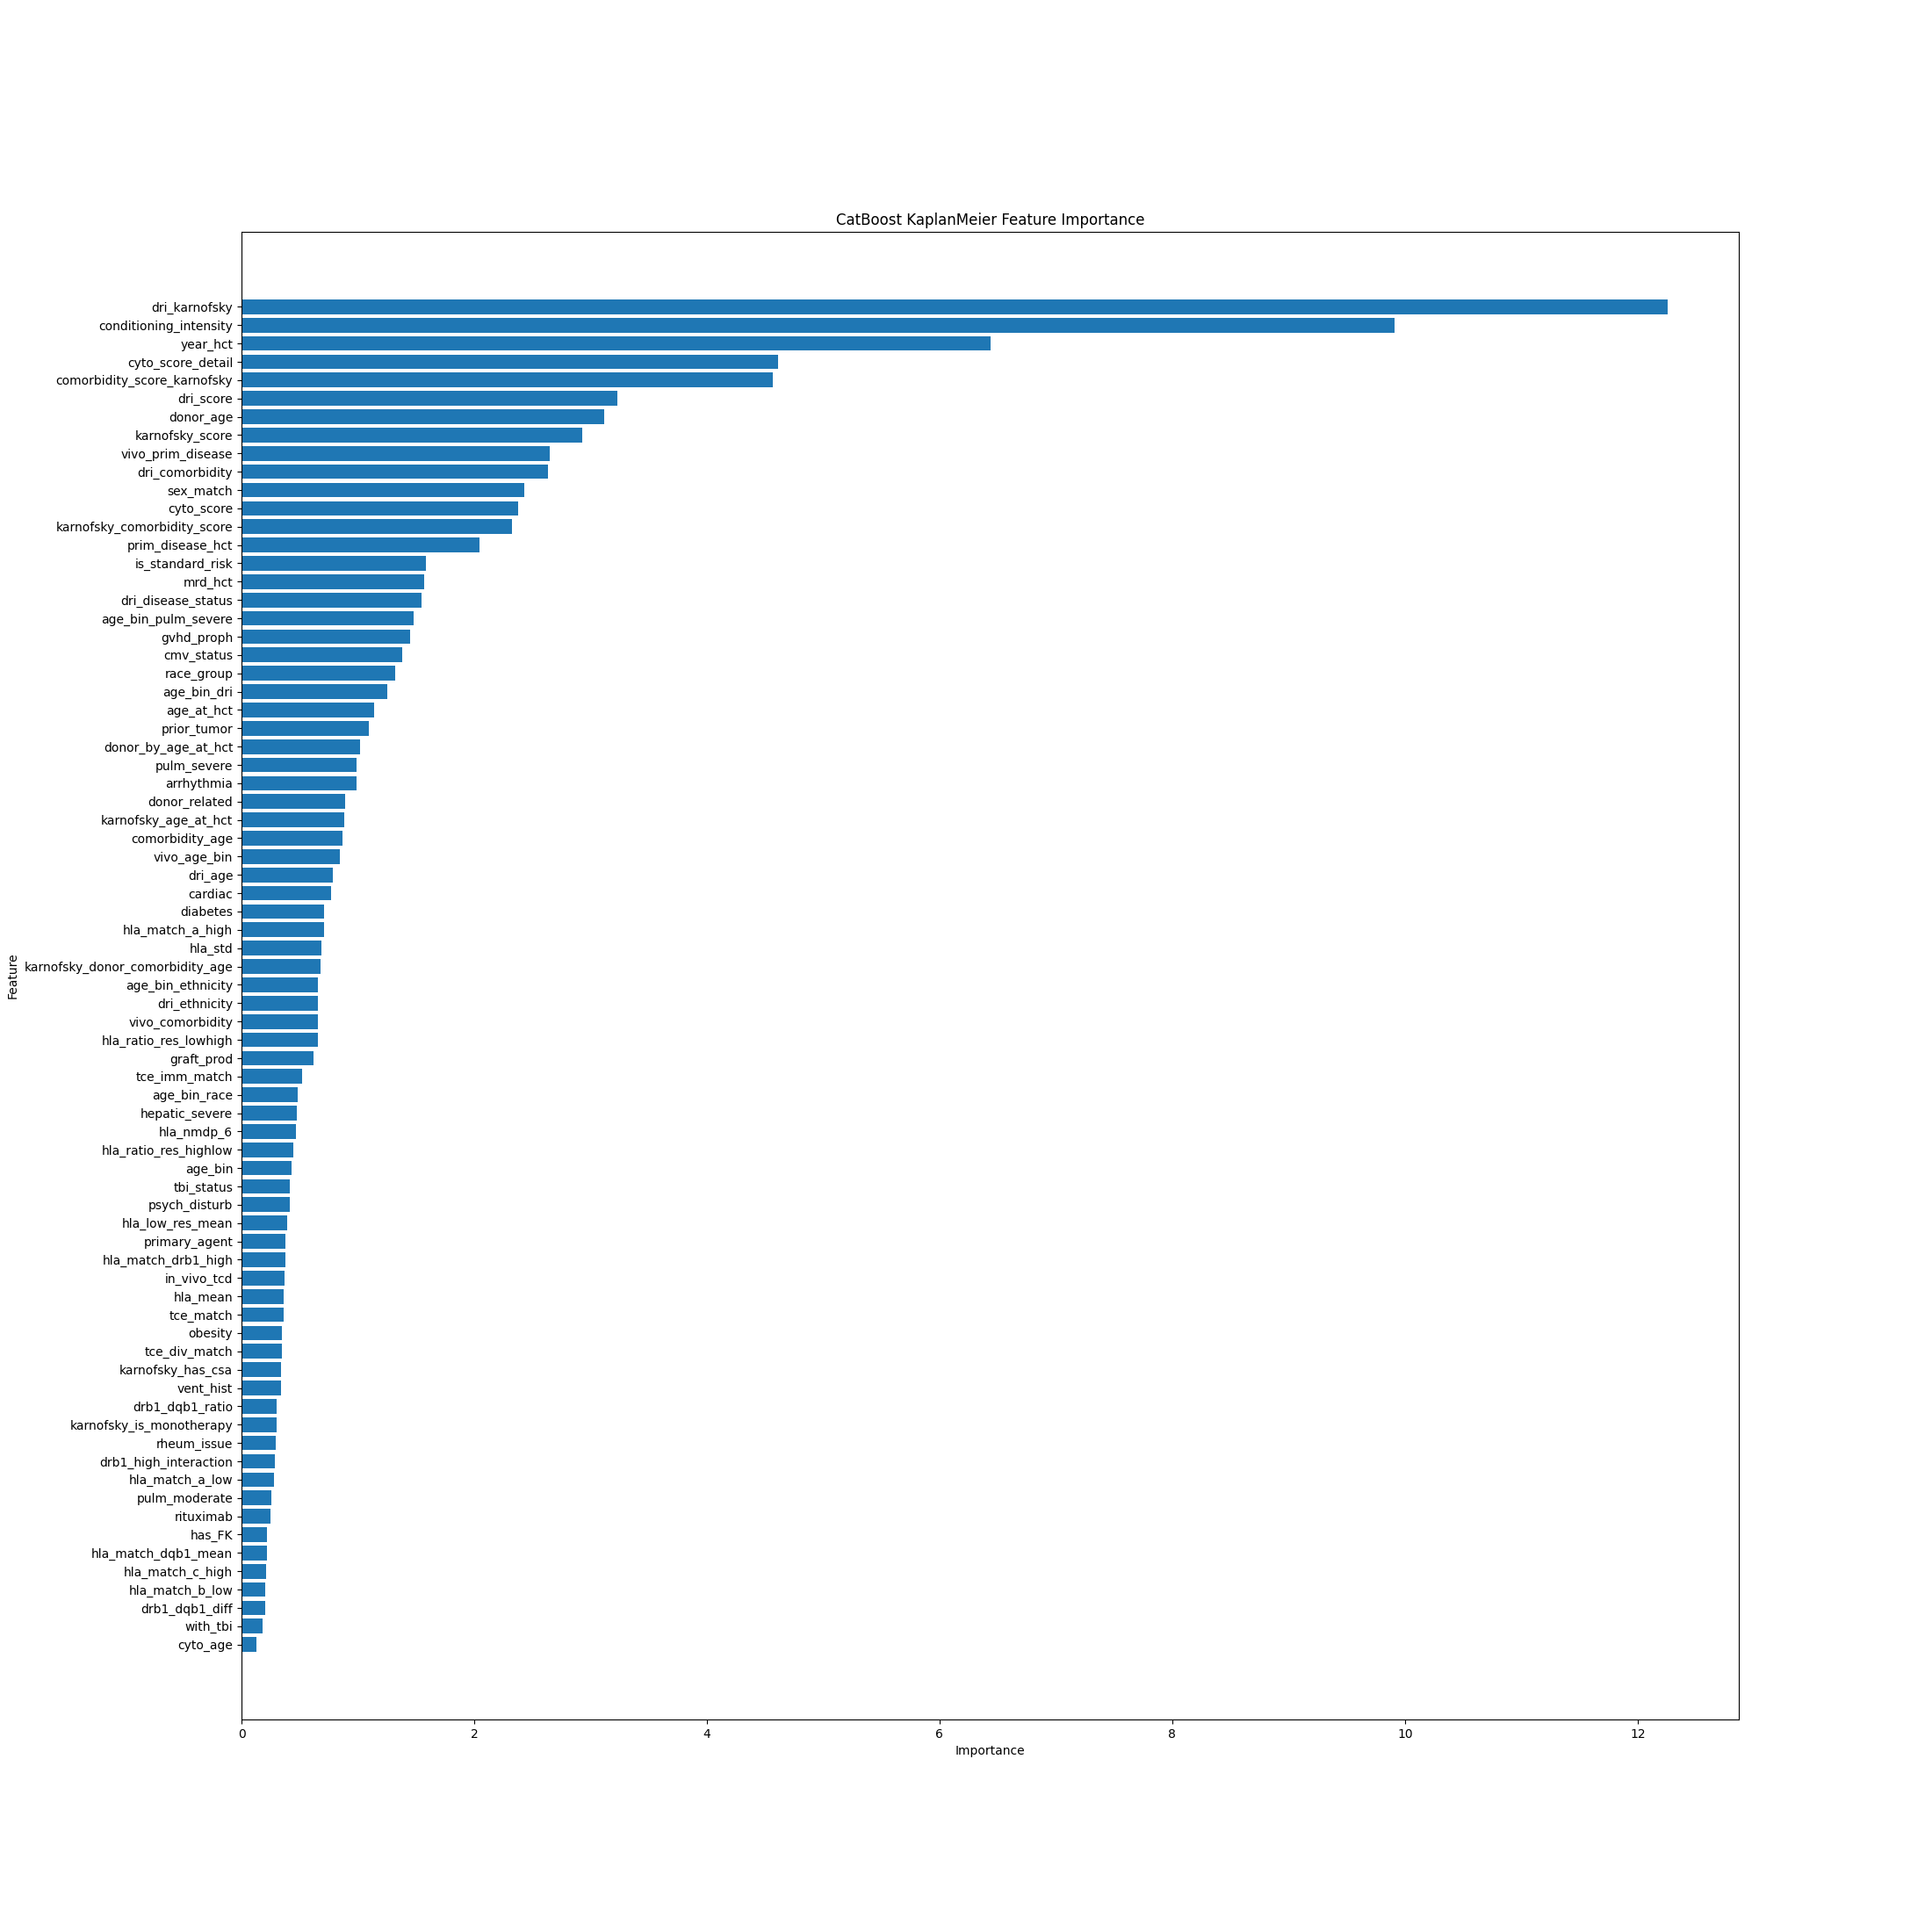 CatBoost KaplanMeier Feature Importance
dri_karnofsky
conditioning_intensity
year_hct
cyto_score_detail
comorbidity_score_karnofsky
dri_score
donor_age
karnofsky_score
vivo_prim_disease
dri_comorbidity
sex_match
cyto_score
karnofsky_comorbidity_score
prim_disease_hct
is_standard_risk
mrd_hct
dri_disease_status
age_bin_pulm_severe
gvhd_proph
cmv_status
race_group
age_bin_dri
age_at_hct
prior_tumor
donor_by_age_at_hct
pulm_severe
arrhythmia
donor_related
karnofsky_age_at_hct
comorbidity_age
vivo_age_bin
dri_age
cardiac
diabetes
hla_match_a_high
hla_std
karnofsky_donor_comorbidity_age
age_bin_ethnicity
dri_ethnicity
vivo_comorbidity
hla_ratio_res_lowhigh
graft_prod
tce_imm_match
age_bin_race
hepatic_severe
hla_nmdp_6
hla_ratio_res_highlow
age_bin
tbi_status
psych_disturb
hla_low_res_mean
primary_agent
hla_match_drb1_high
in_vivo_tcd
hla_mean
tce_match
obesity
tce_div_match
karnofsky_has_csa
vent_hist
drb1_dqb1_ratio
karnofsky_is_monotherapy
rheum_issue
drb1_high_interaction
hla_match_a_low
pulm_moderate
rituximab
has_FK
hla_match_dqb1_mean
hla_match_c_high
hla_match_b_low
drb1_dqb1_diff
with_tbi
cyto_age
Feature
0 2 4 6 8 10 12
Importance